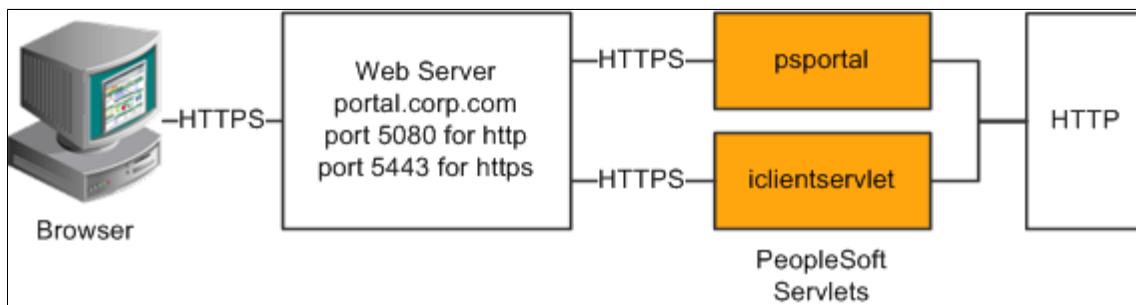 HTTPS
Browser
Web Server
portal.corp.com
port 5080 for http
port 5443 for https
HTTPS
psportal
HTTPS
iclientservlet
PeopleSoft
Servlets
HTTP